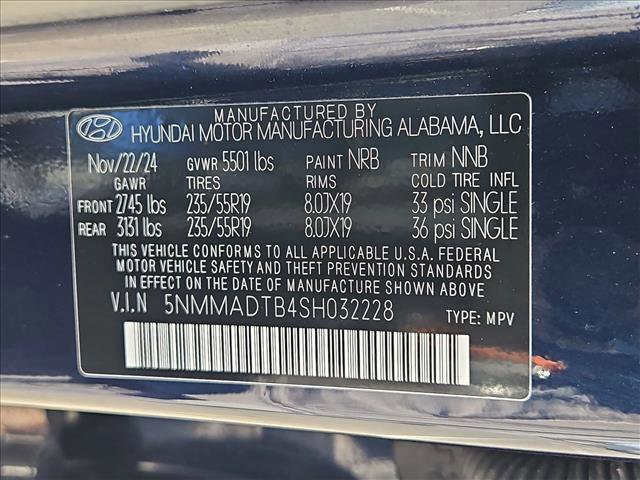 MANUFACTURED BY
HYUNDAI MOTOR MANUFACTURING ALABAMA, LLC
Nov/22/24 GVWR 5501 lbs PAINT NRB TRIM NNB
GAWR TIRES RIMS COLD TIRE INFL
FRONT 2745 lbs 235/55R19 8.0JX19 33 psi SINGLE
REAR 3131 lbs 235/55R19 8.0JX19 36 psi SINGLE
THIS VEHICLE CONFORMS TO ALL APPLICABLE U.S.A. FEDERAL
MOTOR VEHICLE SAFETY AND THEFT PREVENTION STANDARDS
IN EFFECT ON THE DATE OF MANUFACTURE SHOWN ABOVE.
V.I.N 5NMMADTB4SH032228 TYPE: MPV